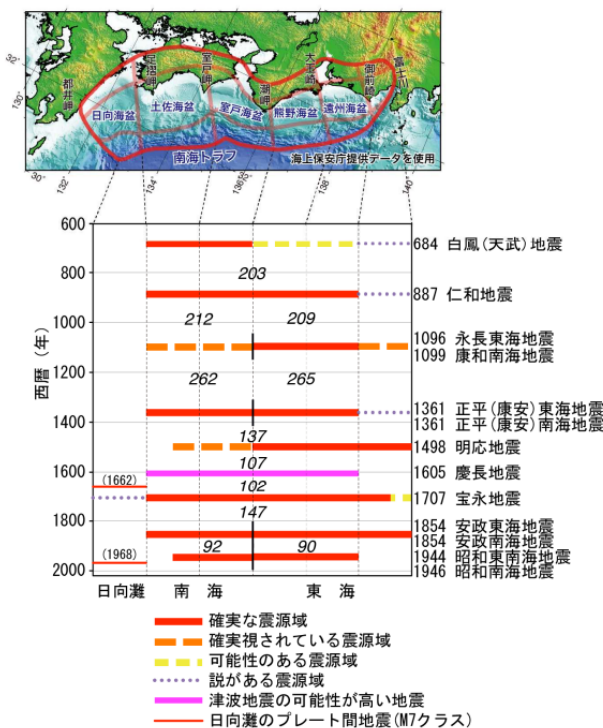 都井岬
足摺岬
室戸岬
潮岬
大王崎
御前崎
富士川
日向海盆
土佐海盆
室戸海盆
熊野海盆
遠州海盆
南海トラフ
海上保安庁提供データを使用
30°
132°
134°
136°
138°
140°
130°
西暦(年)
600
800
1000
1200
1400
1600
1800
2000
203
212 209
262 265
137
107
102
147
92 90
(1662)
(1968)
684 白鳳(天武)地震
887 仁和地震
1096 永長東海地震
1099 康和南海地震
1361 正平(康安)東海地震
1361 正平(康安)南海地震
1498 明応地震
1605 慶長地震
1707 宝永地震
1854 安政東海地震
1854 安政南海地震
1944 昭和東南海地震
1946 昭和南海地震
日向灘 南 海 東 海
確実な震源域
確実視されている震源域
可能性のある震源域
説がある震源域
津波地震の可能性が高い地震
日向灘のプレート間地震(M7クラス)